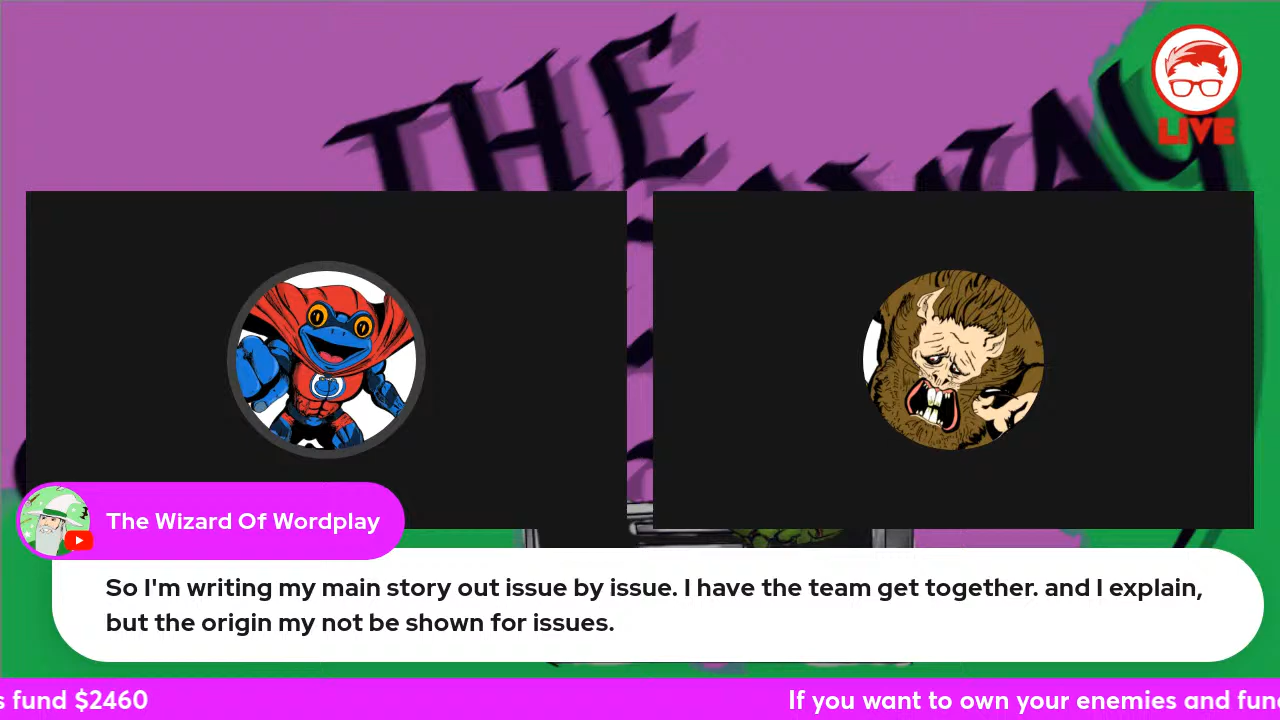 THE
LIVE
The Wizard Of Wordplay
So I'm writing my main story out issue by issue. I have the team get together. and I explain,
but the origin my not be shown for issues.
s fund $2460 If you want to own your enemies and fun